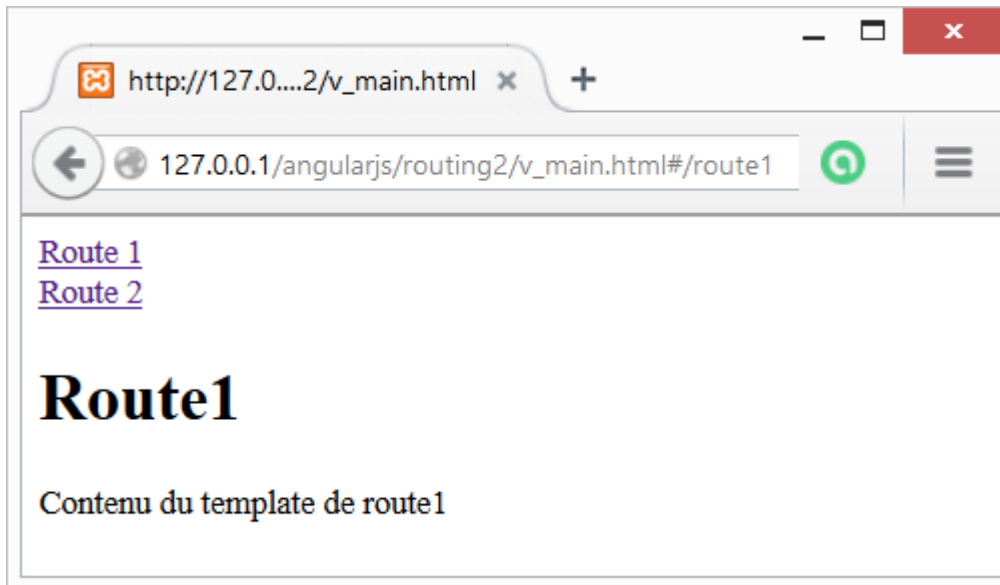 http://127.0....2/v_main.html
127.0.0.1/angularjs/routing2/v_main.html#/route1
Route 1
Route 2
Route1
Contenu du template de route1